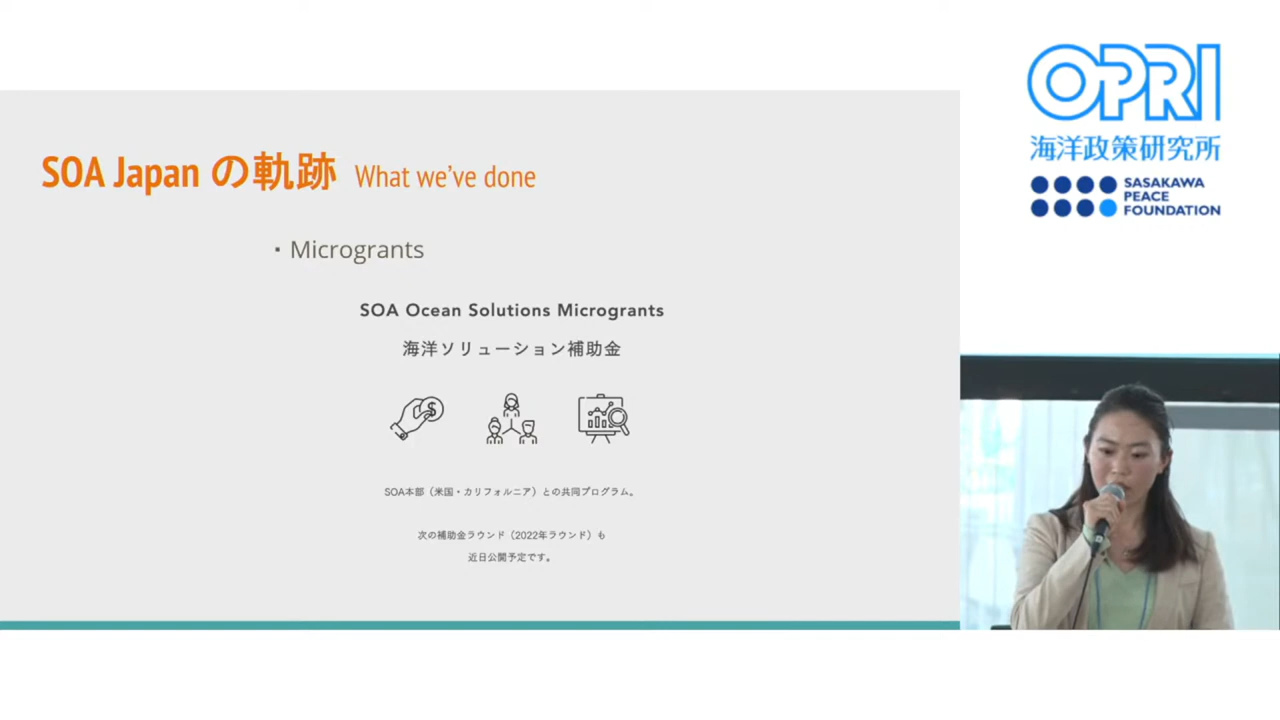 SOA Japan の軌跡 What we've done
・Microgrants
SOA Ocean Solutions Microgrants
海洋ソリューション補助金
$
SOA本部（米国・カリフォルニア）との共同プログラム。
次の補助金ラウンド（2022年ラウンド）も
近日公開予定です。
OPRI
海洋政策研究所
SASAKAWA
PEACE
FOUNDATION